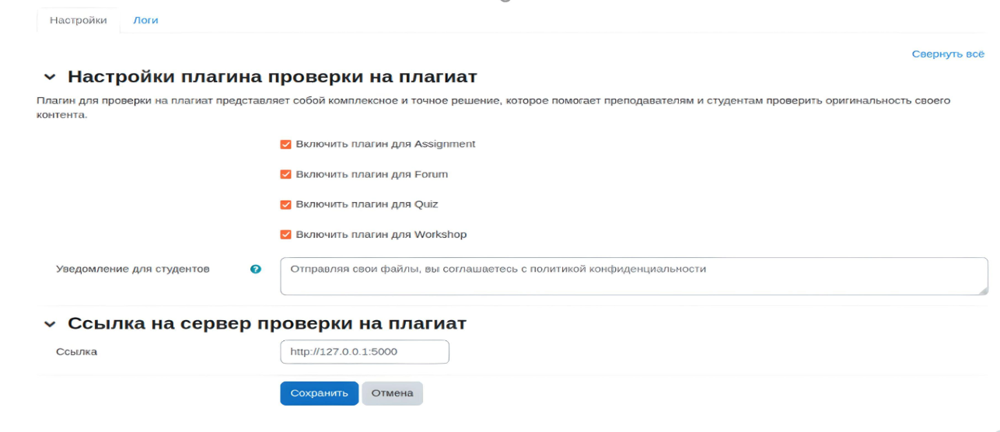 Настройки Логи
Свернуть всё
Настройки плагина проверки на плагиат
Плагин для проверки на плагиат представляет собой комплексное и точное решение, которое помогает преподавателям и студентам проверить оригинальность своего
контента.
Включить плагин для Assignment
Включить плагин для Forum
Включить плагин для Quiz
Включить плагин для Workshop
Уведомление для студентов ? Отправляя свои файлы, вы соглашаетесь с политикой конфиденциальности
Ссылка на сервер проверки на плагиат
Ссылка http://127.0.0.1:5000
Сохранить Отмена